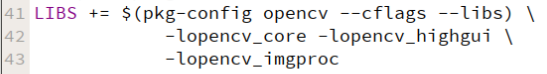 41 LIBS += $(pkg-config opencv --cflags --libs) \
42 -lopencv_core -lopencv_highgui \
43 -lopencv_imgproc